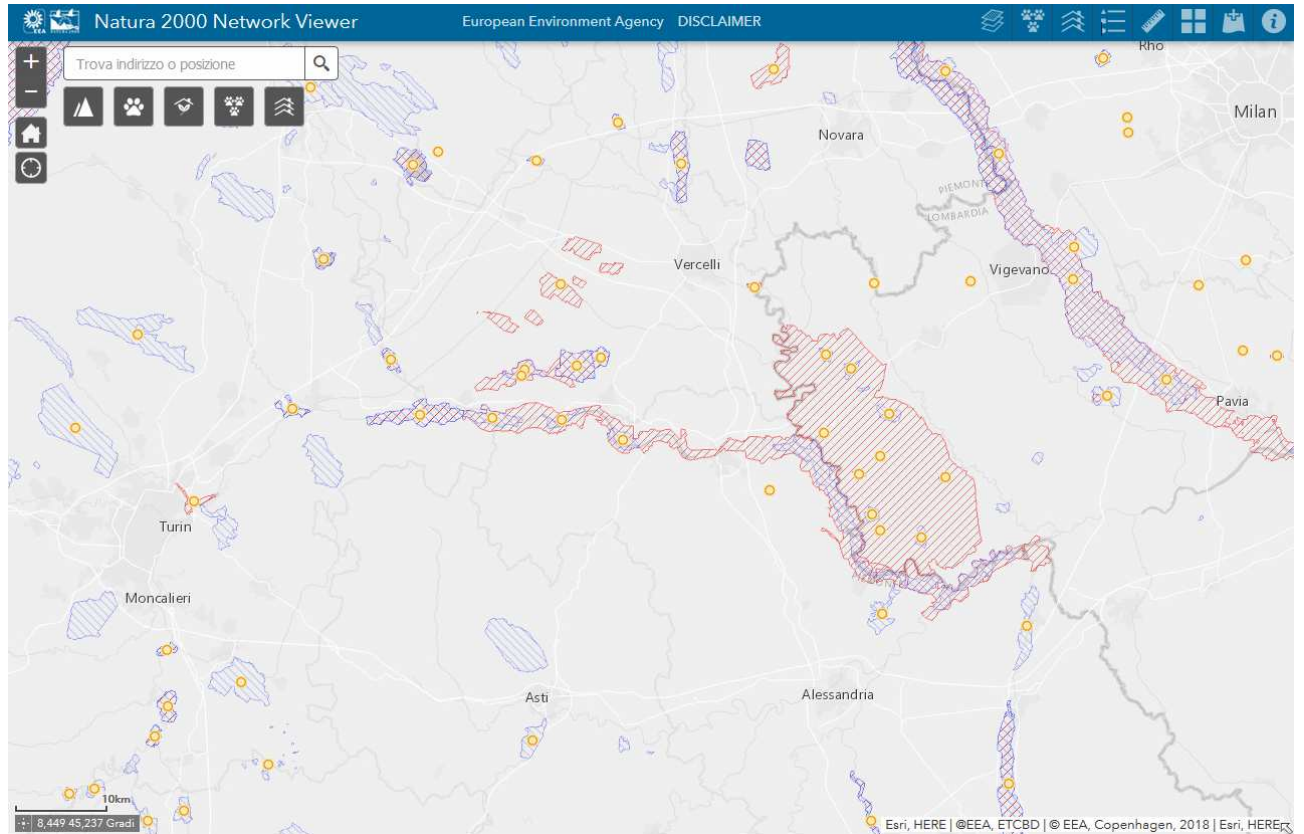 EEA
Natura 2000 Network Viewer
European Environment Agency DISCLAIMER
Trova indirizzo o posizione
Rho
Milan
Novara
PIEMONTE
LOMBARDIA
Vercelli
Vigevano
Pavia
Turin
Moncalieri
Asti
Alessandria
10km
8,449 45,237 Gradi
Esri, HERE | @EEA, ETCBD | © EEA, Copenhagen, 2018 | Esri, HERE